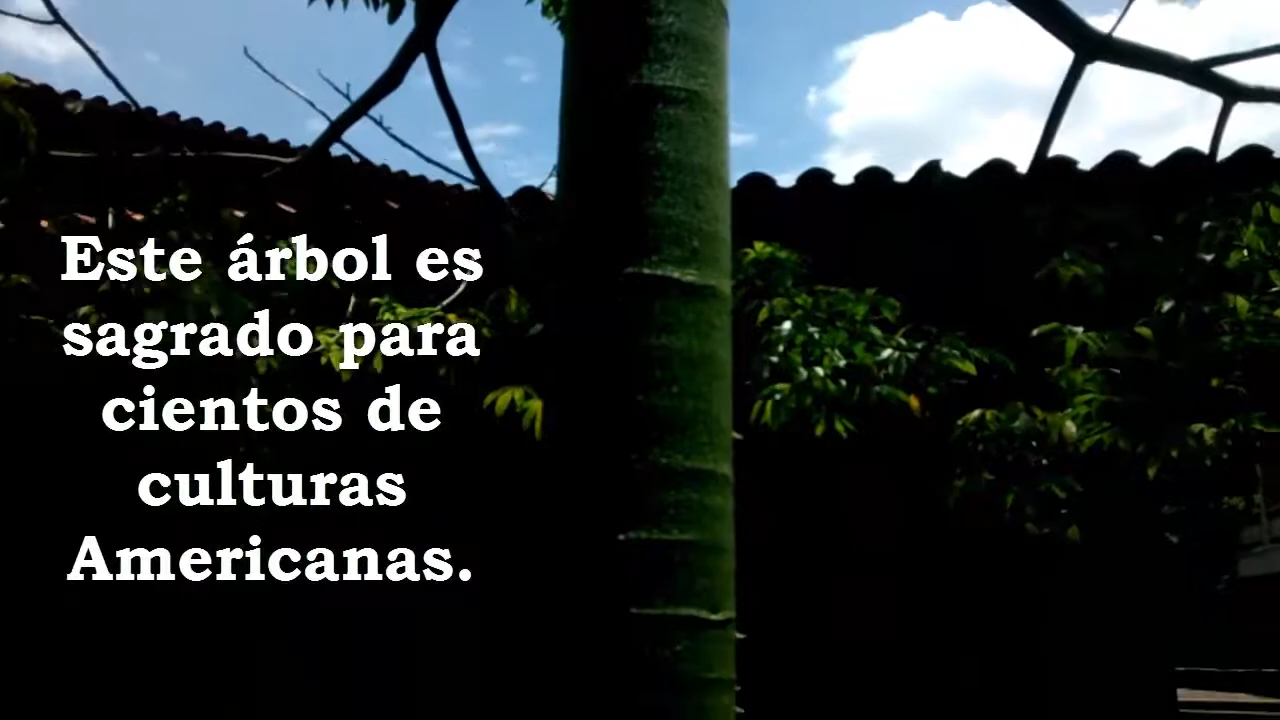 Este árbol es
sagrado para
cientos de
culturas
Americanas.